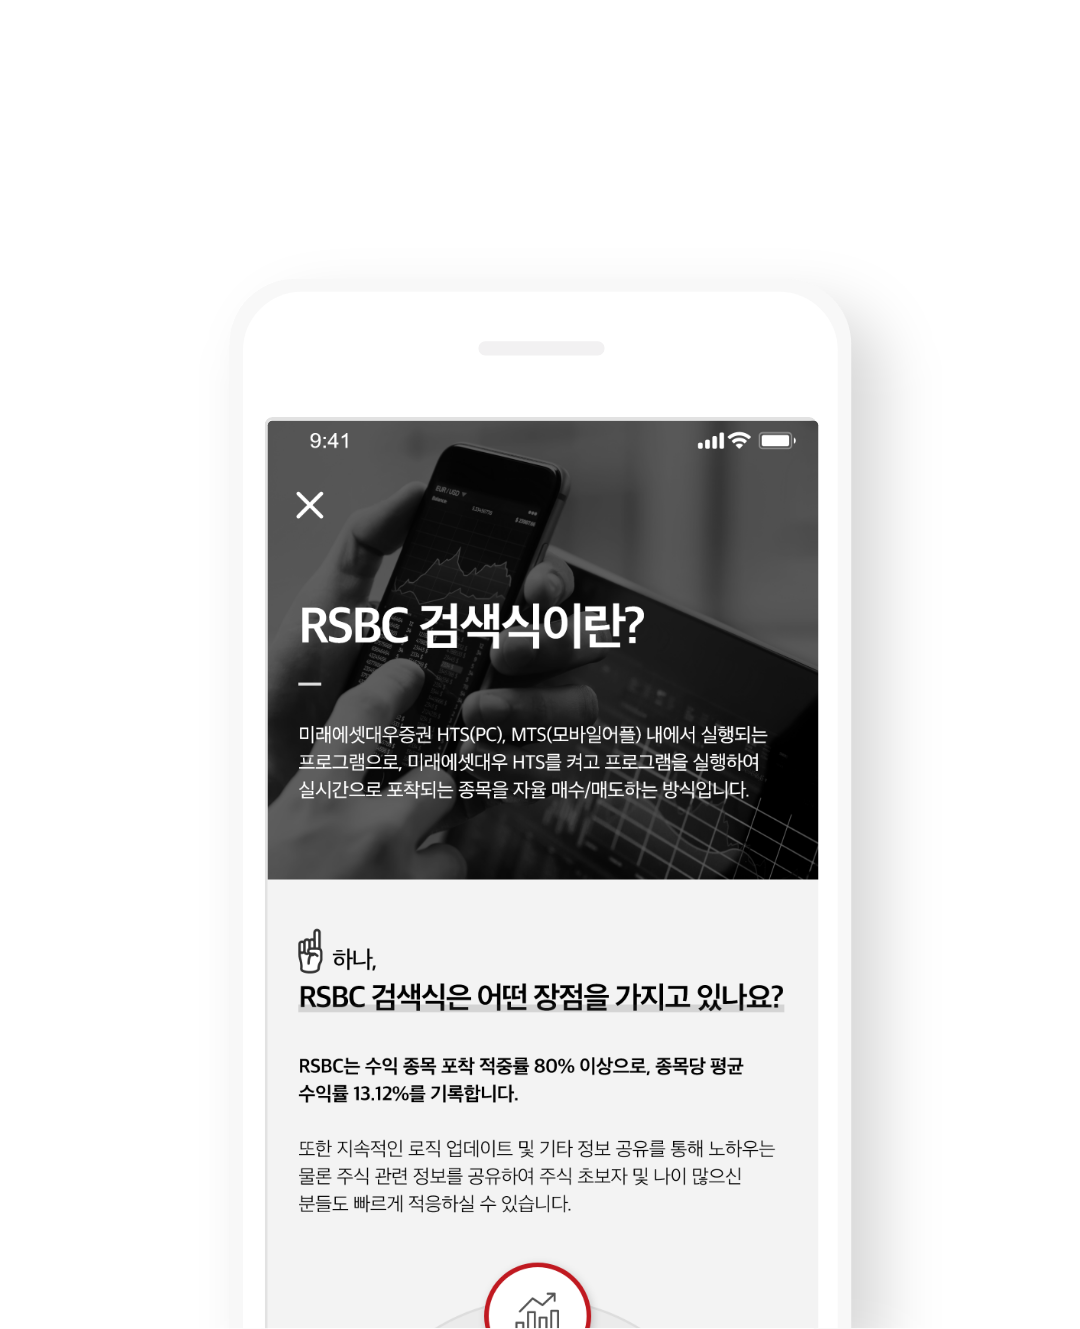 9:41
EUR / USD
Balance
RSBC 검색식이란?
미래에셋대우증권 HTS(PC), MTS(모바일어플) 내에서 실행되는
프로그램으로, 미래에셋대우 HTS를 켜고 프로그램을 실행하여
실시간으로 포착되는 종목을 자율 매수/매도하는 방식입니다.
하나,
RSBC 검색식은 어떤 장점을 가지고 있나요?
RSBC는 수익 종목 포착 적중률 80% 이상으로, 종목당 평균
수익률 13.12%를 기록합니다.
또한 지속적인 로직 업데이트 및 기타 정보 공유를 통해 노하우는
물론 주식 관련 정보를 공유하여 주식 초보자 및 나이 많으신
분들도 빠르게 적응하실 수 있습니다.